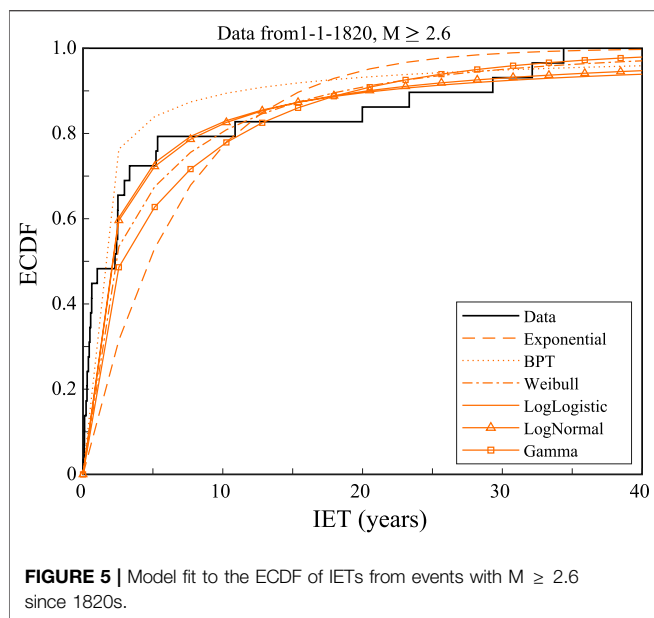 Data from1-1-1820, M ≥ 2.6
1.0
0.8
0.6
0.4
0.2
0
ECDF
Data
Exponential
BPT
Weibull
LogLogistic
LogNormal
Gamma
0 10 20 30 40
IET (years)
FIGURE 5 | Model fit to the ECDF of IETs from events with M ≥ 2.6
since 1820s.